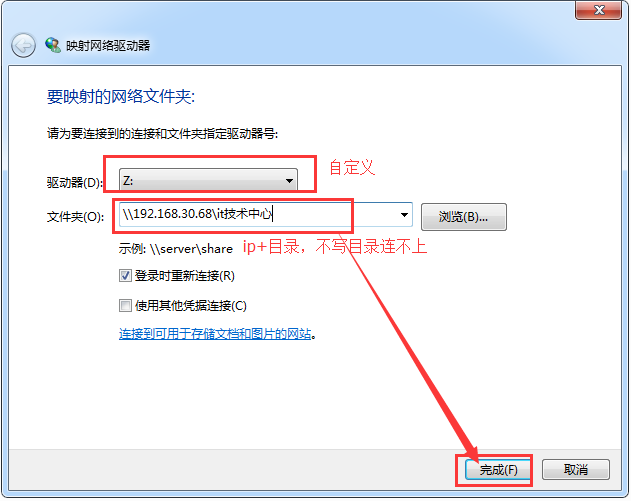 映射网络驱动器
要映射的网络文件夹:
请为要连接到的连接和文件夹指定驱动器号:
驱动器(D): Z: 自定义
文件夹(O): \\192.168.30.68\it技术中心 浏览(B)...
示例: \\server\share ip+目录，不写目录连不上
登录时重新连接(R)
使用其他凭据连接(C)
连接到可用于存储文档和图片的网站。
完成(F) 取消